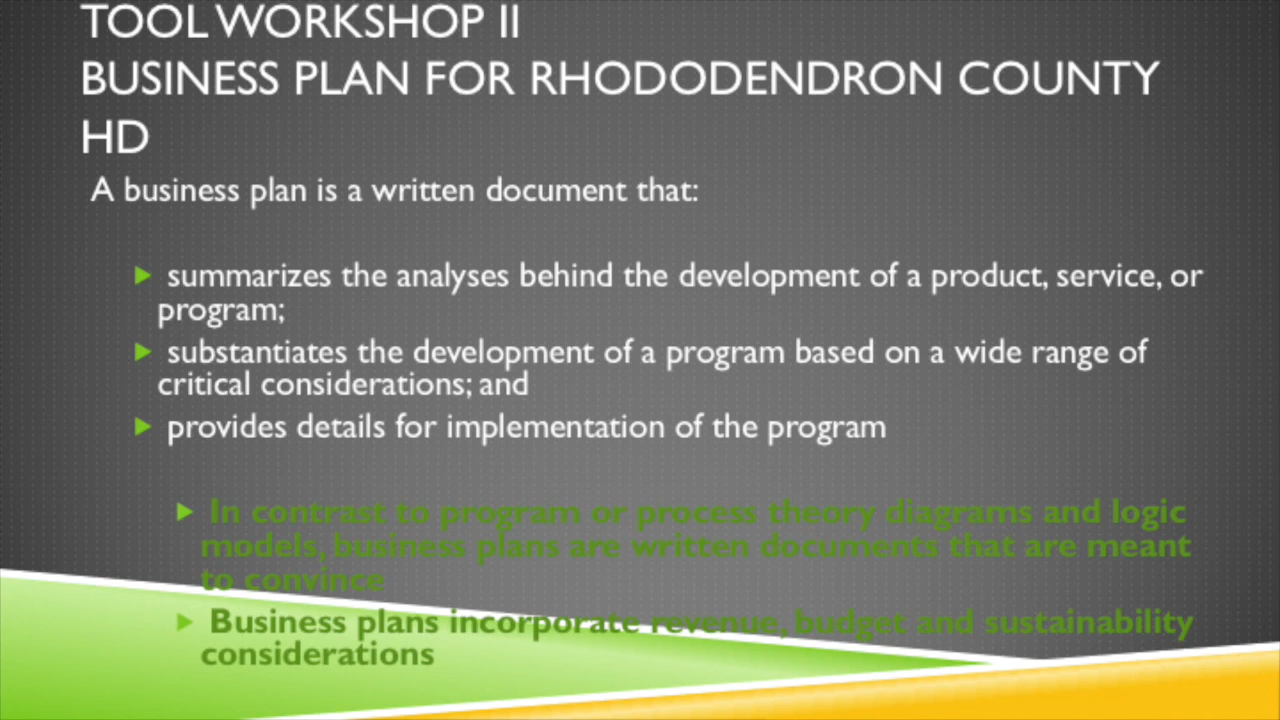 TOOL WORKSHOP II
BUSINESS PLAN FOR RHODODENDRON COUNTY
HD
A business plan is a written document that:
summarizes the analyses behind the development of a product, service, or
program;
substantiates the development of a program based on a wide range of
critical considerations; and
provides details for implementation of the program
In contrast to program or process theory diagrams and logic
models, business plans are written documents that are meant
to convince
Business plans incorporate revenue, budget and sustainability
considerations